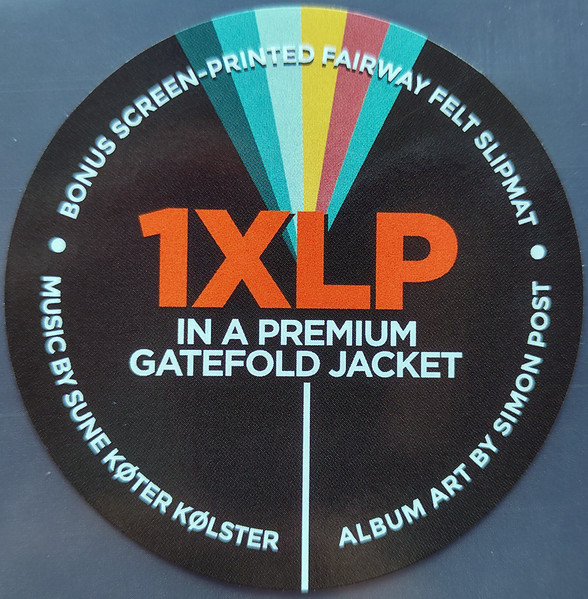 BONUS SCREEN-PRINTED FAIRWAY FELT SLIPMAT
1XLP
IN A PREMIUM
GATEFOLD JACKET
MUSIC BY SUNE KØTER KØLSTER
ALBUM ART BY SIMON POST